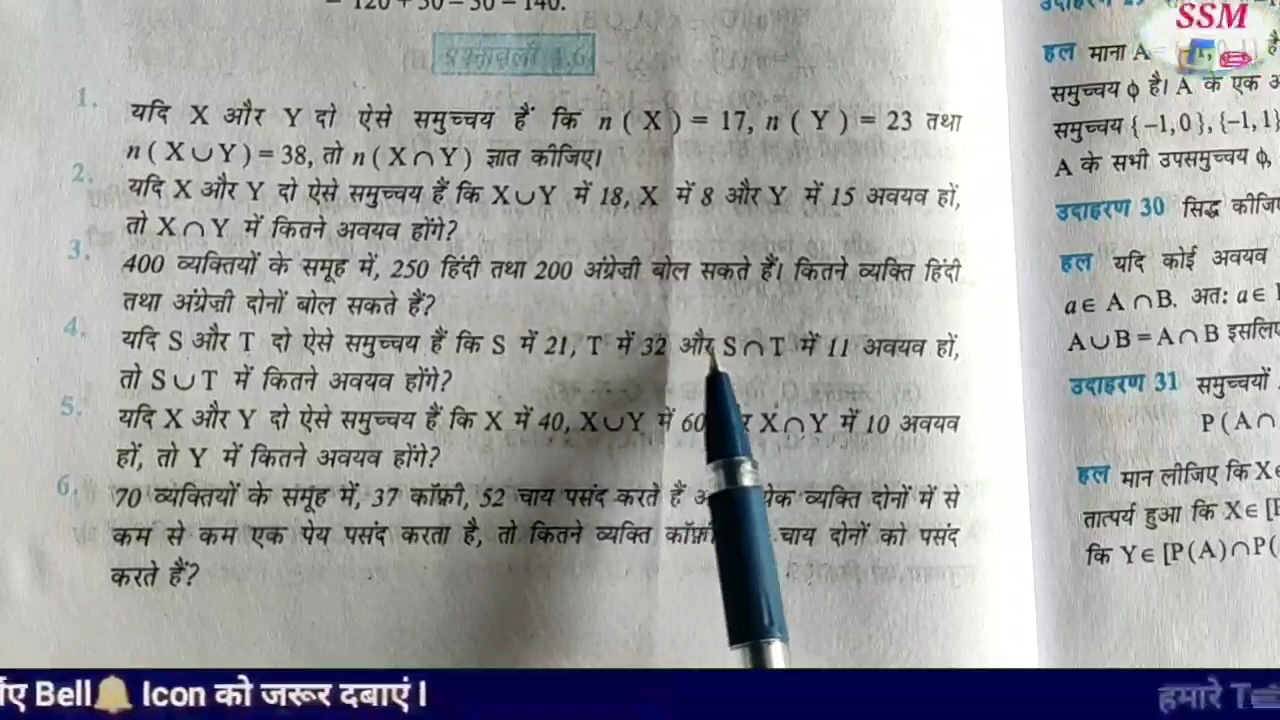 = 120 + 50 – 30 = 140.
प्रश्नावली 1.6
1. यदि X और Y दो ऐसे समुच्चय हैं कि n ( X ) = 17, n ( Y ) = 23 तथा
n ( X ∪ Y ) = 38, तो n ( X ∩ Y ) ज्ञात कीजिए।
2. यदि X और Y दो ऐसे समुच्चय हैं कि X ∪ Y में 18, X में 8 और Y में 15 अवयव हों,
तो X ∩ Y में कितने अवयव होंगे?
3. 400 व्यक्तियों के समूह में, 250 हिंदी तथा 200 अंग्रेज़ी बोल सकते हैं। कितने व्यक्ति हिंदी
तथा अंग्रेज़ी दोनों बोल सकते हैं?
4. यदि S और T दो ऐसे समुच्चय हैं कि S में 21, T में 32 और S ∩ T में 11 अवयव हों,
तो S ∪ T में कितने अवयव होंगे?
5. यदि X और Y दो ऐसे समुच्चय हैं कि X में 40, X ∪ Y में 60 X ∩ Y में 10 अवयव
हों, तो Y में कितने अवयव होंगे?
6. 70 व्यक्तियों के समूह में, 37 कॉफ़ी, 52 चाय पसंद करते हैं व्यक्ति दोनों में से
कम से कम एक पेय पसंद करता है, तो कितने व्यक्ति कॉफ़ी चाय दोनों को पसंद
करते हैं?
SSM
हल माना A =
समुच्चय ϕ है। A के एक
समुच्चय {–1, 0}, {–1, 1}
A के सभी उपसमुच्चय ϕ,
उदाहरण 30 सिद्ध
हल यदि कोई अवयव
a ∈ A ∩ B. अत: a ∈
A ∪ B = A ∩ B इसलिए
उदाहरण 31 समुच्चयों
P ( A ∩
हल मान लीजिए कि X ∈
तात्पर्य हुआ कि X ∈ [
कि Y ∈ [ P ( A ) ∩ P (
Bell Icon को जरूर दबाएं। हमारे